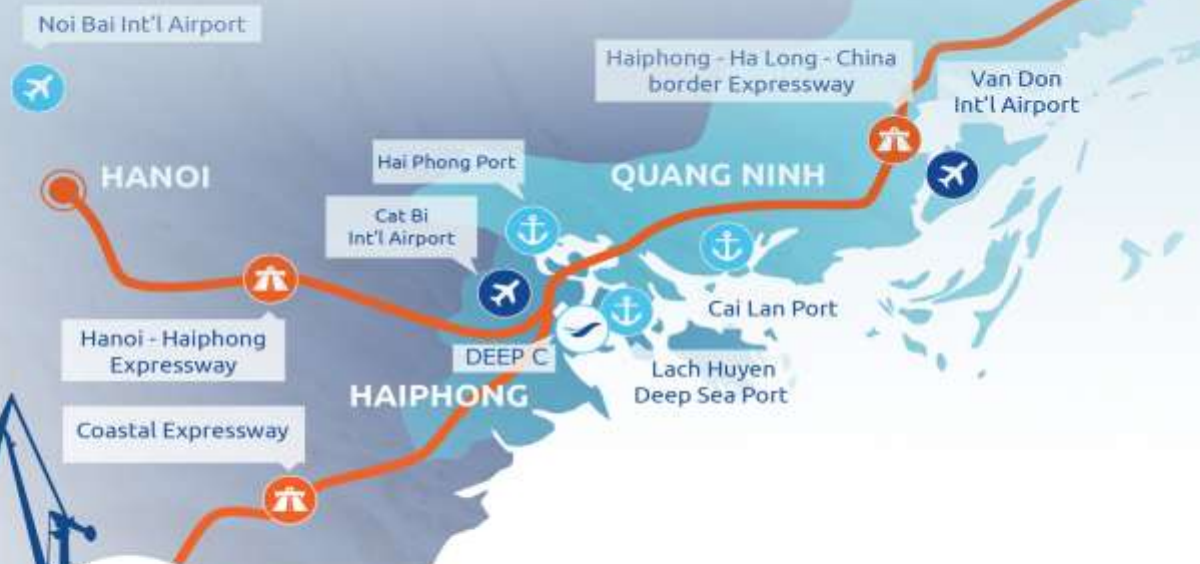 Noi Bai Int'l Airport
Haiphong - Ha Long - China
border Expressway
Van Don
Int'l Airport
Hai Phong Port
HANOI
QUANG NINH
Cat Bi
Int'l Airport
Cai Lan Port
Hanoi - Haiphong
Expressway
DEEP C
Lach Huyen
Deep Sea Port
HAIPHONG
Coastal Expressway